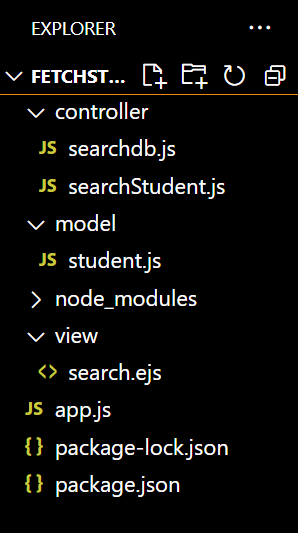 EXPLORER ...
FETCHST...
controller
JS searchdb.js
JS searchStudent.js
model
JS student.js
node_modules
view
<> search.ejs
JS app.js
{} package-lock.json
{} package.json